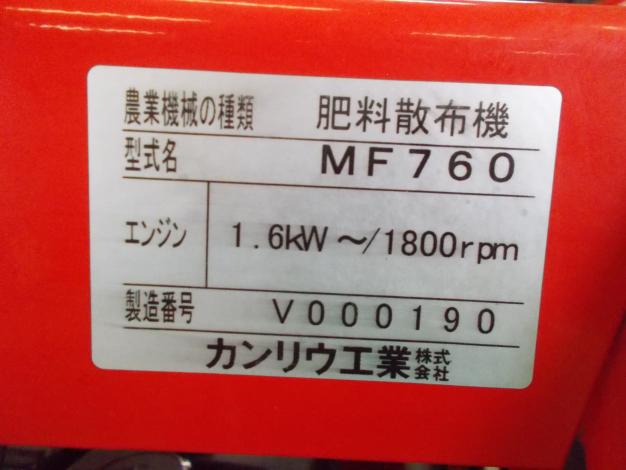 農業機械の種類 肥料散布機
型式名 MF760
エンジン 1.6kW ～/1800rpm
製造番号 V000190
カンリウ工業株式会社